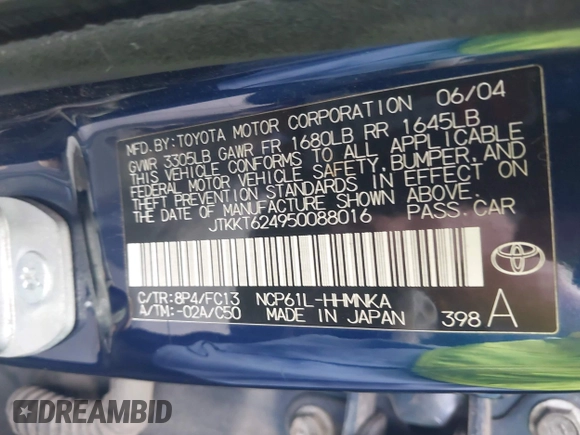 MFD.BY:TOYOTA MOTOR CORPORATION 06/04
GVWR 3305LB GAWR FR 1680LB RR 1645LB
THIS VEHICLE CONFORMS TO ALL APPLICABLE
FEDERAL MOTOR VEHICLE SAFETY, BUMPER, AND
THEFT PREVENTION STANDARDS IN EFFECT ON
THE DATE OF MANUFACTURE SHOWN ABOVE.
JTKKT624950088016 PASS.CAR
C/TR:8P4/FC13 NCP61L-HHMNKA
A/TM:-02A/C50 MADE IN JAPAN 398 A
DREAMBID